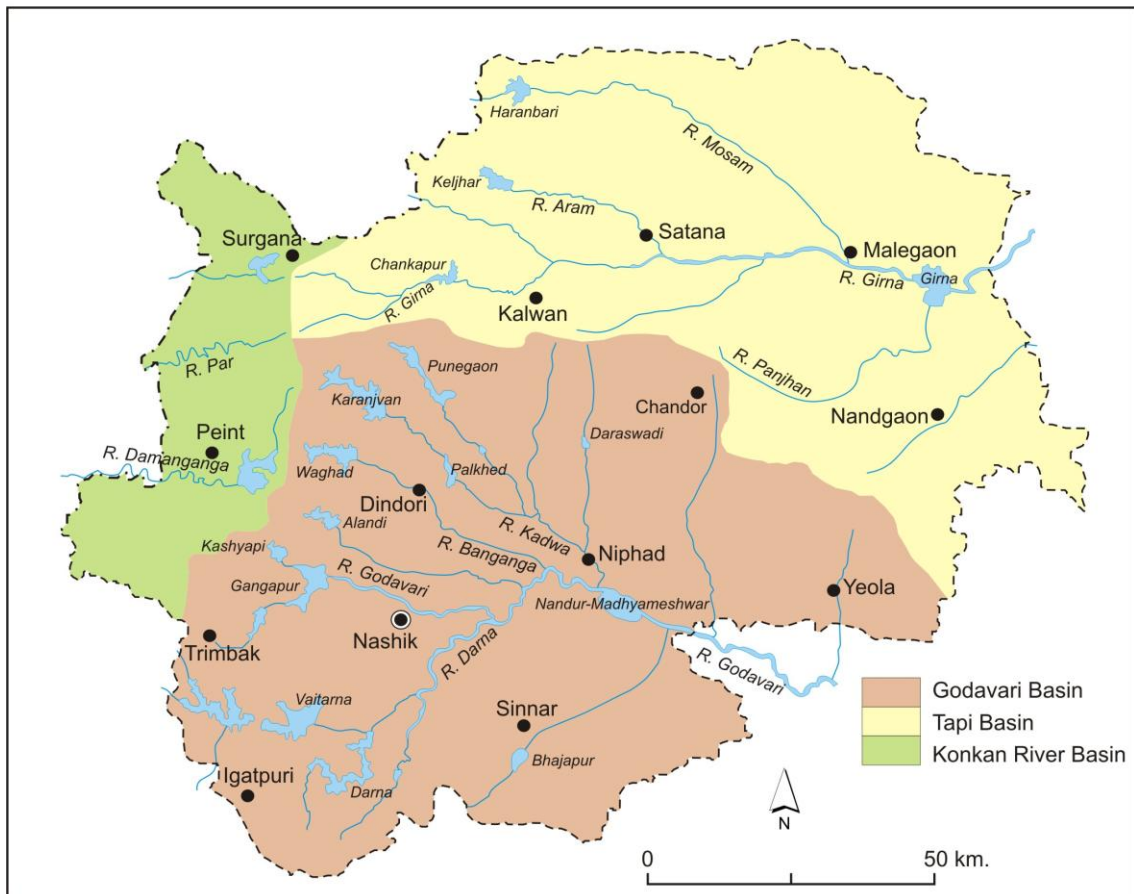 Haranbari
R. Mosam
Keljhar
R. Aram
Satana
Surgana
Malegaon
Chankapur
R. Girna
Girna
R. Girna
Kalwan
R. Par
Punegaon
R. Panjhan
Karanjvan
Chandor
Nandgaon
Peint
Daraswadi
R. Damanganga
Waghad
Palkhed
Dindori
Alandi
R. Kadwa
R. Banganga
Kashyapi
Niphad
Gangapur
R. Godavari
Yeola
Nandur-Madhyameshwar
Nashik
Trimbak
R. Darna
R. Godavari
Vaitarna
Sinnar
Bhajapur
Igatpuri
Darna
Godavari Basin
Tapi Basin
Konkan River Basin
N
0 50 km.